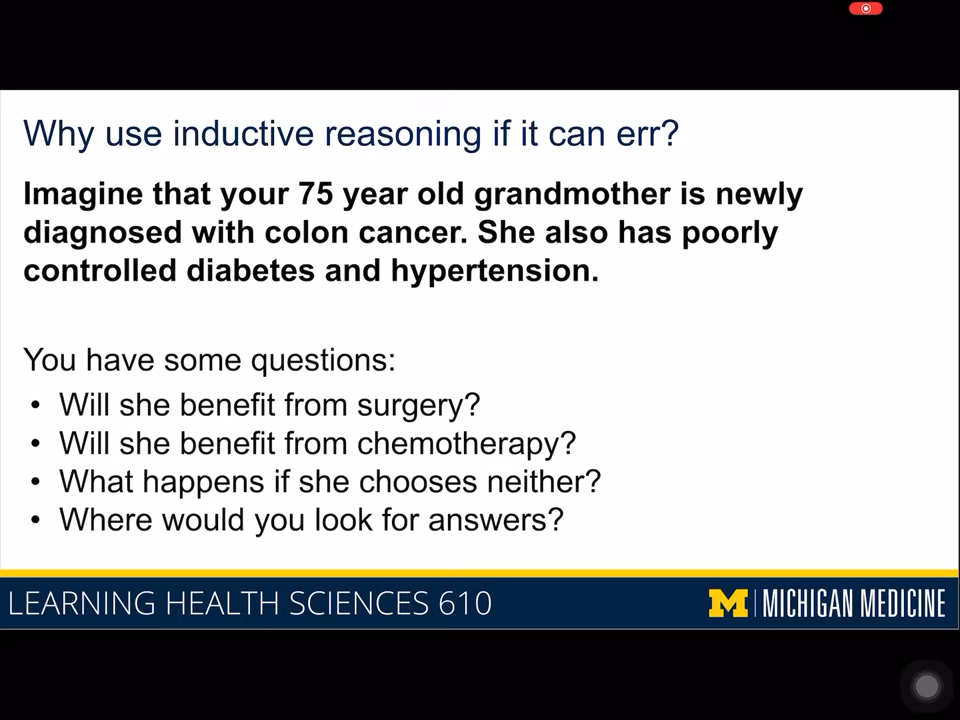 Why use inductive reasoning if it can err?
Imagine that your 75 year old grandmother is newly
diagnosed with colon cancer. She also has poorly
controlled diabetes and hypertension.
You have some questions:
• Will she benefit from surgery?
• Will she benefit from chemotherapy?
• What happens if she chooses neither?
• Where would you look for answers?
LEARNING HEALTH SCIENCES 610
M | MICHIGAN MEDICINE